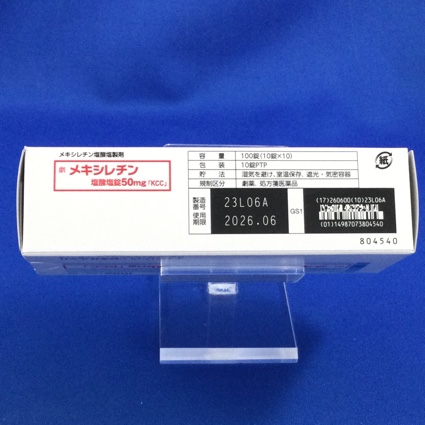 メキシレチン塩酸塩製剤
劇 メキシレチン
塩酸塩錠50mg「KCC」
容 量 100錠(10錠×10)
包 装 10錠PTP
貯 法 湿気を避け、室温保存、遮光・気密容器
規制区分 劇薬、処方箋医薬品
製造番号 23L06A
使用期限 2026.06
GS1
(17)260600(10)23L06A
(01)14987073804540
紙
804540